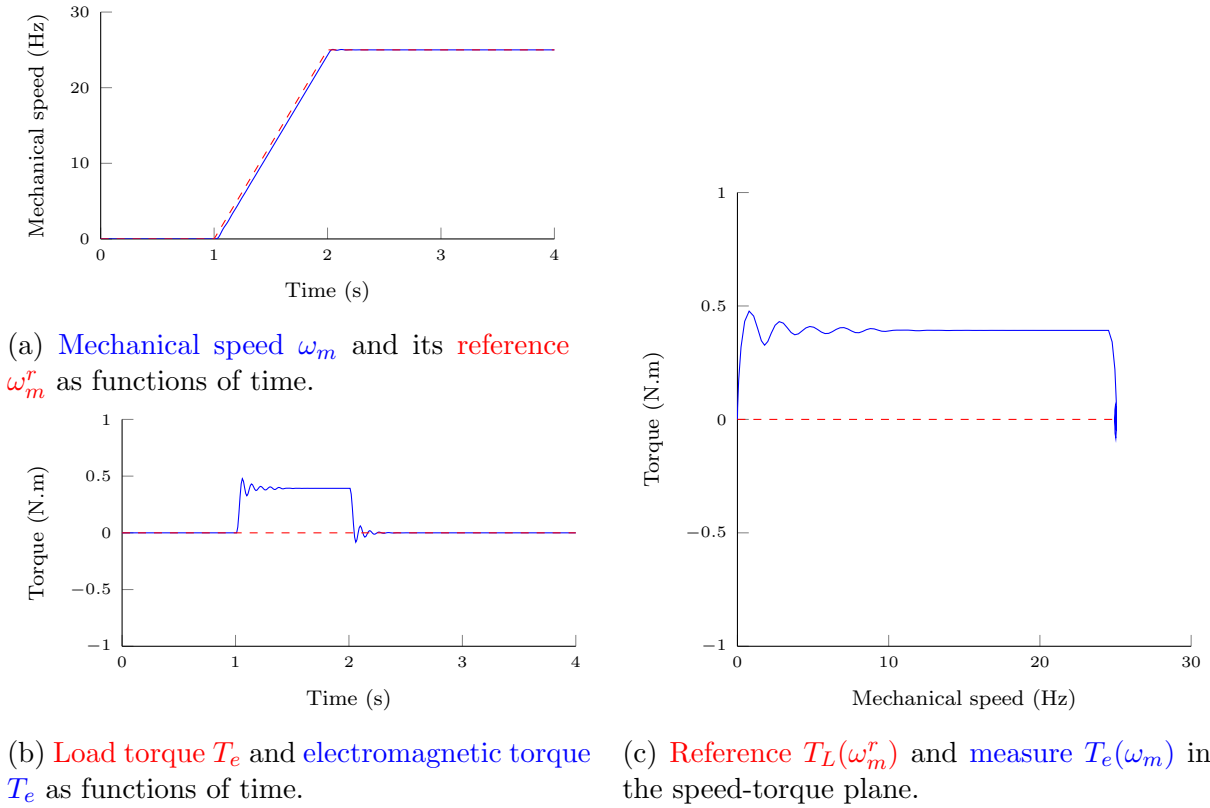 30
20
10
0
0
1
2
3
4
Mechanical speed (Hz)
Time (s)
(a) Mechanical speed ωm and its reference
ωʳm as functions of time.
1
0.5
0
−0.5
−1
0
1
2
3
4
Torque (N.m)
Time (s)
(b) Load torque Te and electromagnetic torque
Te as functions of time.
1
0.5
0
−0.5
−1
0
10
20
30
Torque (N.m)
Mechanical speed (Hz)
(c) Reference TL(ωʳm) and measure Te(ωm) in
the speed-torque plane.